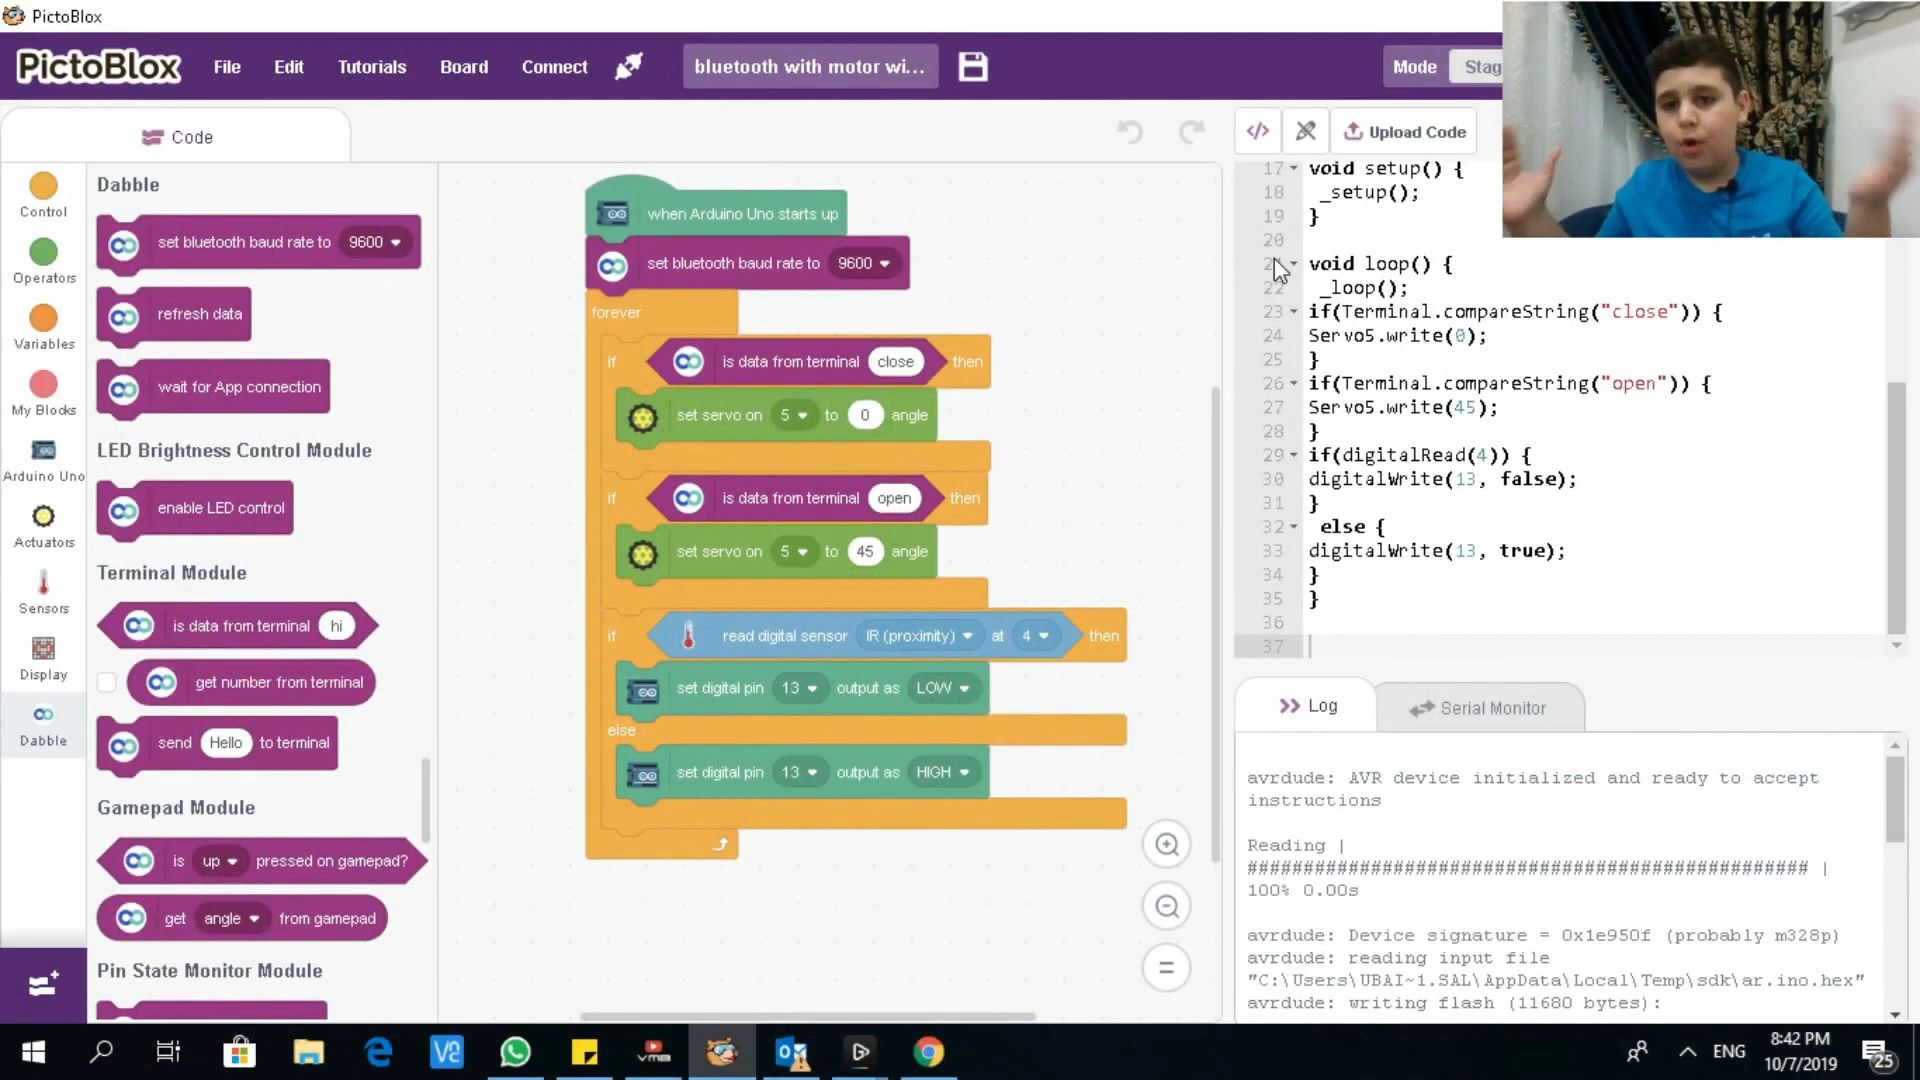 PictoBlox
PictoBlox
File
Edit
Tutorials
Board
Connect
bluetooth with motor wi...
Mode
Stag
Code
Upload Code
Control
Operators
Variables
My Blocks
Arduino Uno
Actuators
Sensors
Display
Dabble
Dabble
set bluetooth baud rate to 9600
refresh data
wait for App connection
LED Brightness Control Module
enable LED control
Terminal Module
is data from terminal hi
get number from terminal
send Hello to terminal
Gamepad Module
is up pressed on gamepad?
get angle from gamepad
Pin State Monitor Module
when Arduino Uno starts up
set bluetooth baud rate to 9600
forever
if is data from terminal close then
set servo on 5 to 0 angle
if is data from terminal open then
set servo on 5 to 45 angle
if read digital sensor IR (proximity) at 4 then
set digital pin 13 output as LOW
else
set digital pin 13 output as HIGH
17 void setup() {
18 _setup();
19 }
20
void loop() {
22 _loop();
23 if(Terminal.compareString("close")) {
24 Servo5.write(0);
25 }
26 if(Terminal.compareString("open")) {
27 Servo5.write(45);
28 }
29 if(digitalRead(4)) {
30 digitalWrite(13, false);
31 }
32 else {
33 digitalWrite(13, true);
34 }
35 }
36
37
Log
Serial Monitor
avrdude: AVR device initialized and ready to accept
instructions
Reading |
################################################## |
100% 0.00s
avrdude: Device signature = 0x1e950f (probably m328p)
avrdude: reading input file
"C:\Users\UBAI~1.SAL\AppData\Local\Temp\sdk\ar.ino.hex"
avrdude: writing flash (11680 bytes):
ENG
8:42 PM
10/7/2019
25